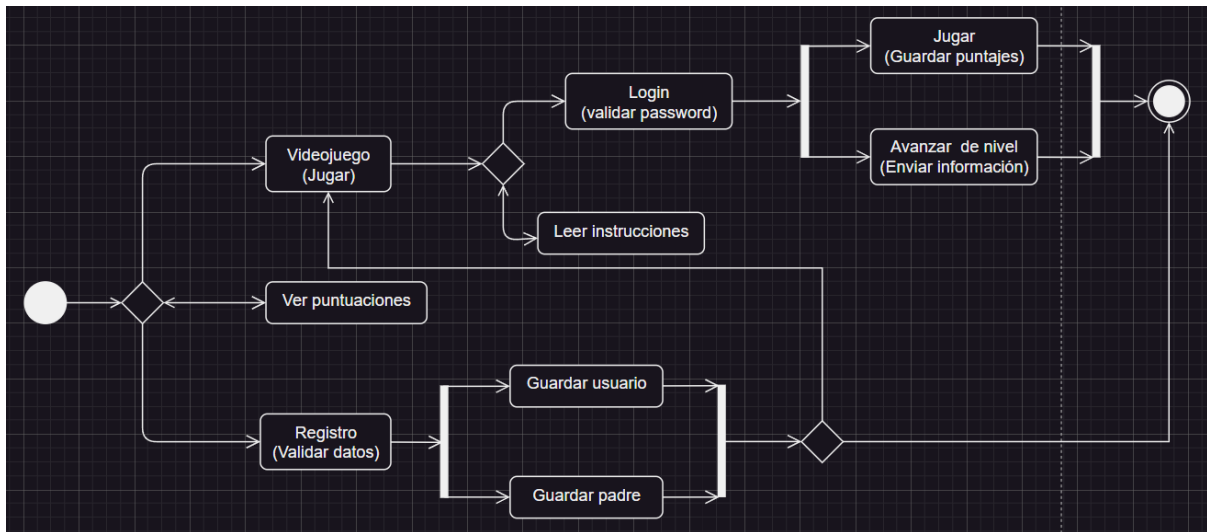 Jugar
(Guardar puntajes)
Login
(validar password)
Avanzar  de nivel
(Enviar información)
Videojuego
(Jugar)
Leer instrucciones
Ver puntuaciones
Guardar usuario
Registro
(Validar datos)
Guardar padre